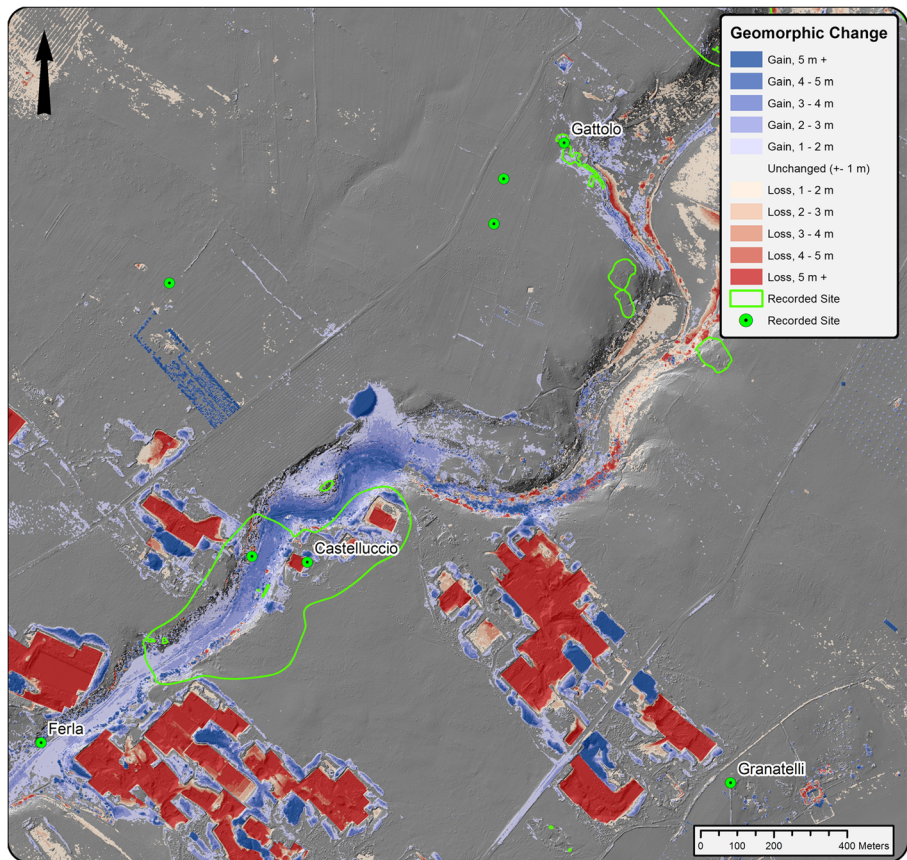 Geomorphic Change
Gain, 5 m +
Gain, 4 - 5 m
Gain, 3 - 4 m
Gain, 2 - 3 m
Gain, 1 - 2 m
Unchanged (+- 1 m)
Loss, 1 - 2 m
Loss, 2 - 3 m
Loss, 3 - 4 m
Loss, 4 - 5 m
Loss, 5 m +
Recorded Site
Recorded Site
Gattolo
Castelluccio
Ferla
Granatelli
0 100 200 400 Meters